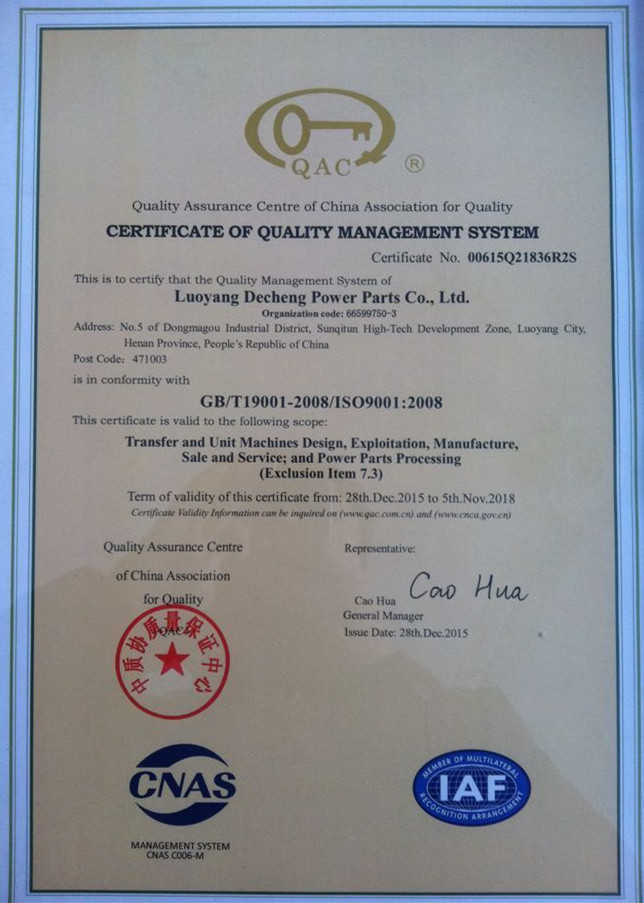 QAC ®
Quality Assurance Centre of China Association for Quality
CERTIFICATE OF QUALITY MANAGEMENT SYSTEM
Certificate No. 00615Q21836R2S
This is to certify that the Quality Management System of
Luoyang Decheng Power Parts Co., Ltd.
Organization code: 66599750-3
Address: No.5 of Dongmagou Industrial District, Sunqitun High-Tech Development Zone, Luoyang City,
Henan Province, People's Republic of China
Post Code: 471003
is in conformity with
GB/T19001-2008/ISO9001:2008
This certificate is valid to the following scope:
Transfer and Unit Machines Design, Exploitation, Manufacture,
Sale and Service; and Power Parts Processing
(Exclusion Item 7.3)
Term of validity of this certificate from: 28th.Dec.2015 to 5th.Nov.2018
Certificate Validity Information can be inquired on (www.qac.com.cn) and (www.cnca.gov.cn)
Quality Assurance Centre
of China Association
for Quality
QAC
中质协质量保证中心
Representative:
Cao Hua
Cao Hua
General Manager
Issue Date: 28th.Dec.2015
CNAS
MANAGEMENT SYSTEM
CNAS C006-M
MEMBER OF MULTILATERAL
IAF
RECOGNITION ARRANGEMENT